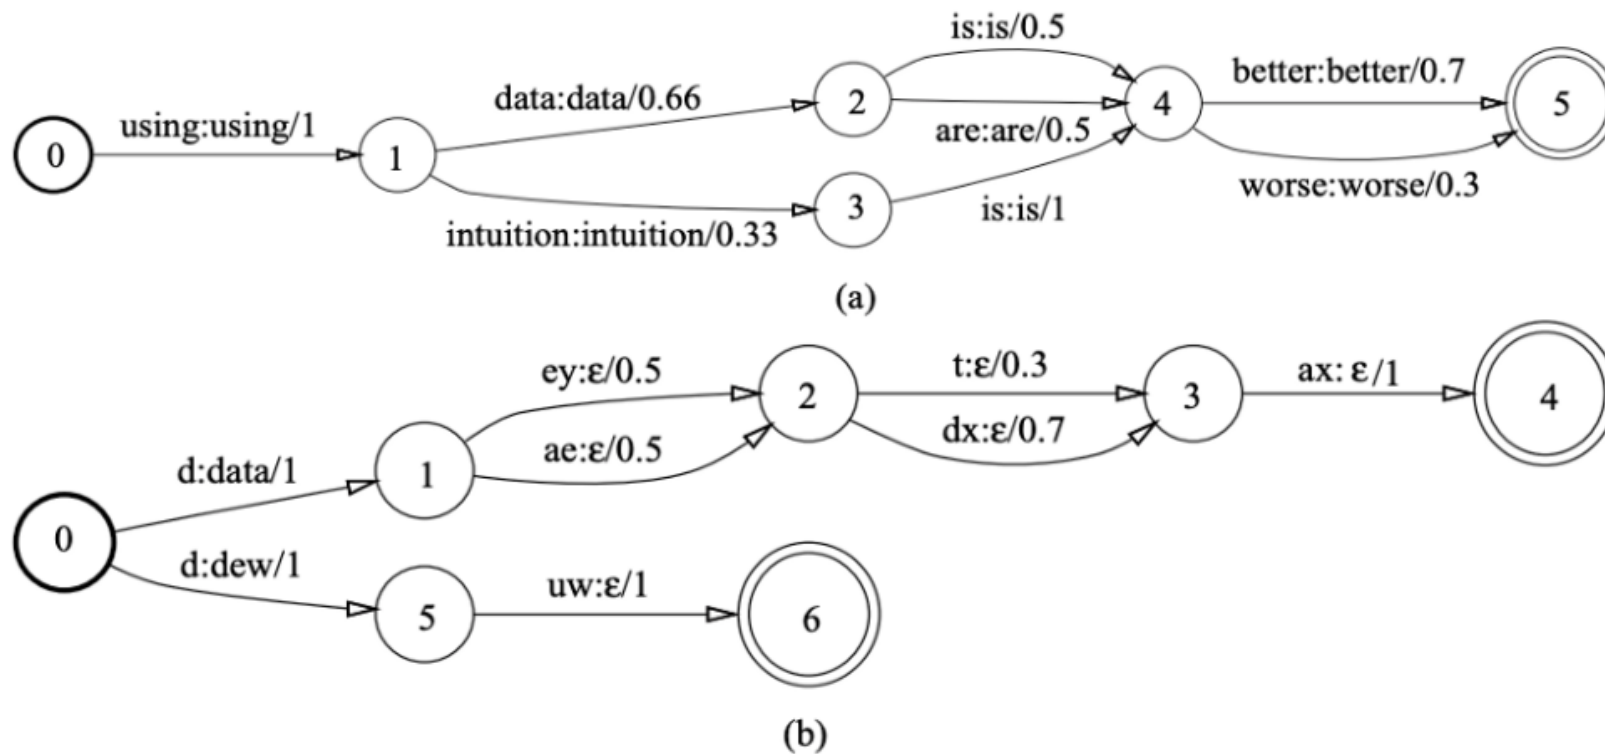 is:is/0.5
data:data/0.66
2
better:better/0.7
using:using/1
are:are/0.5
4
5
0
1
3
is:is/1
worse:worse/0.3
intuition:intuition/0.33
(a)
ey:ε/0.5
t:ε/0.3
ax: ε/1
2
3
4
d:data/1
ae:ε/0.5
dx:ε/0.7
1
0
d:dew/1
uw:ε/1
5
6
(b)